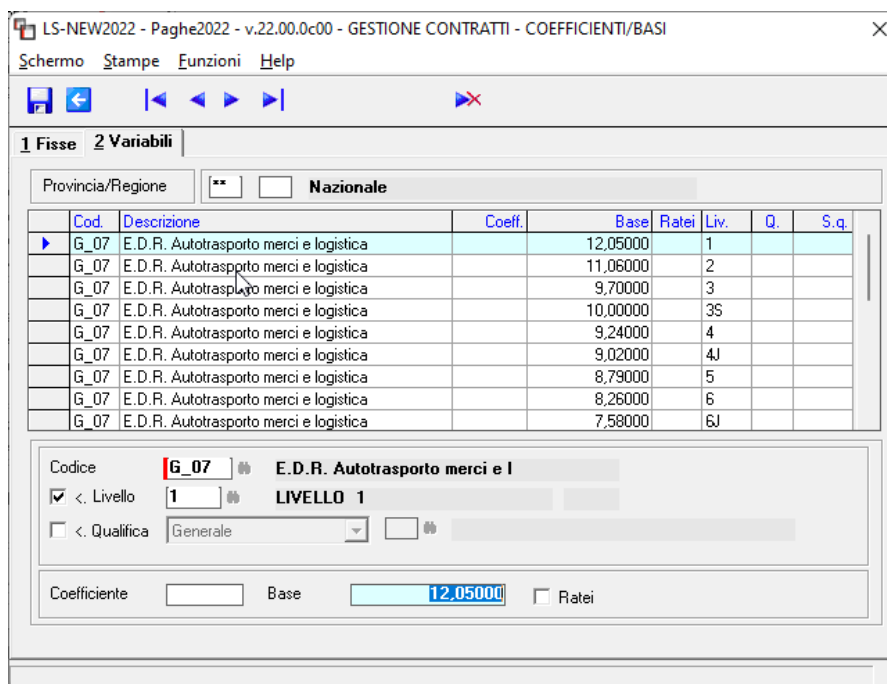 LS-NEW2022 - Paghe2022 - v.22.00.0c00 - GESTIONE CONTRATTI - COEFFICIENTI/BASI
Schermo Stampe Funzioni Help
1 Fisse 2 Variabili
Provincia/Regione ** Nazionale
Cod. Descrizione Coeff. Base Ratei Liv. Q. S.q.
G_07 E.D.R. Autotrasporto merci e logistica 12,05000 1
G_07 E.D.R. Autotrasporto merci e logistica 11,06000 2
G_07 E.D.R. Autotrasporto merci e logistica 9,70000 3
G_07 E.D.R. Autotrasporto merci e logistica 10,00000 3S
G_07 E.D.R. Autotrasporto merci e logistica 9,24000 4
G_07 E.D.R. Autotrasporto merci e logistica 9,02000 4J
G_07 E.D.R. Autotrasporto merci e logistica 8,79000 5
G_07 E.D.R. Autotrasporto merci e logistica 8,26000 6
G_07 E.D.R. Autotrasporto merci e logistica 7,58000 6J
Codice G_07 E.D.R. Autotrasporto merci e l
<. Livello 1 LIVELLO 1
<. Qualifica Generale
Coefficiente Base 12,05000 Ratei